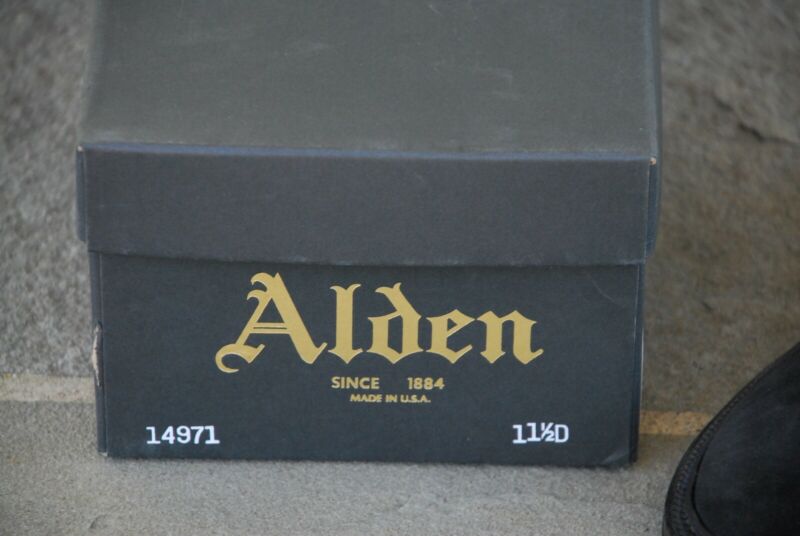 Alden
SINCE 1884
MADE IN U.S.A.
14971 11½D